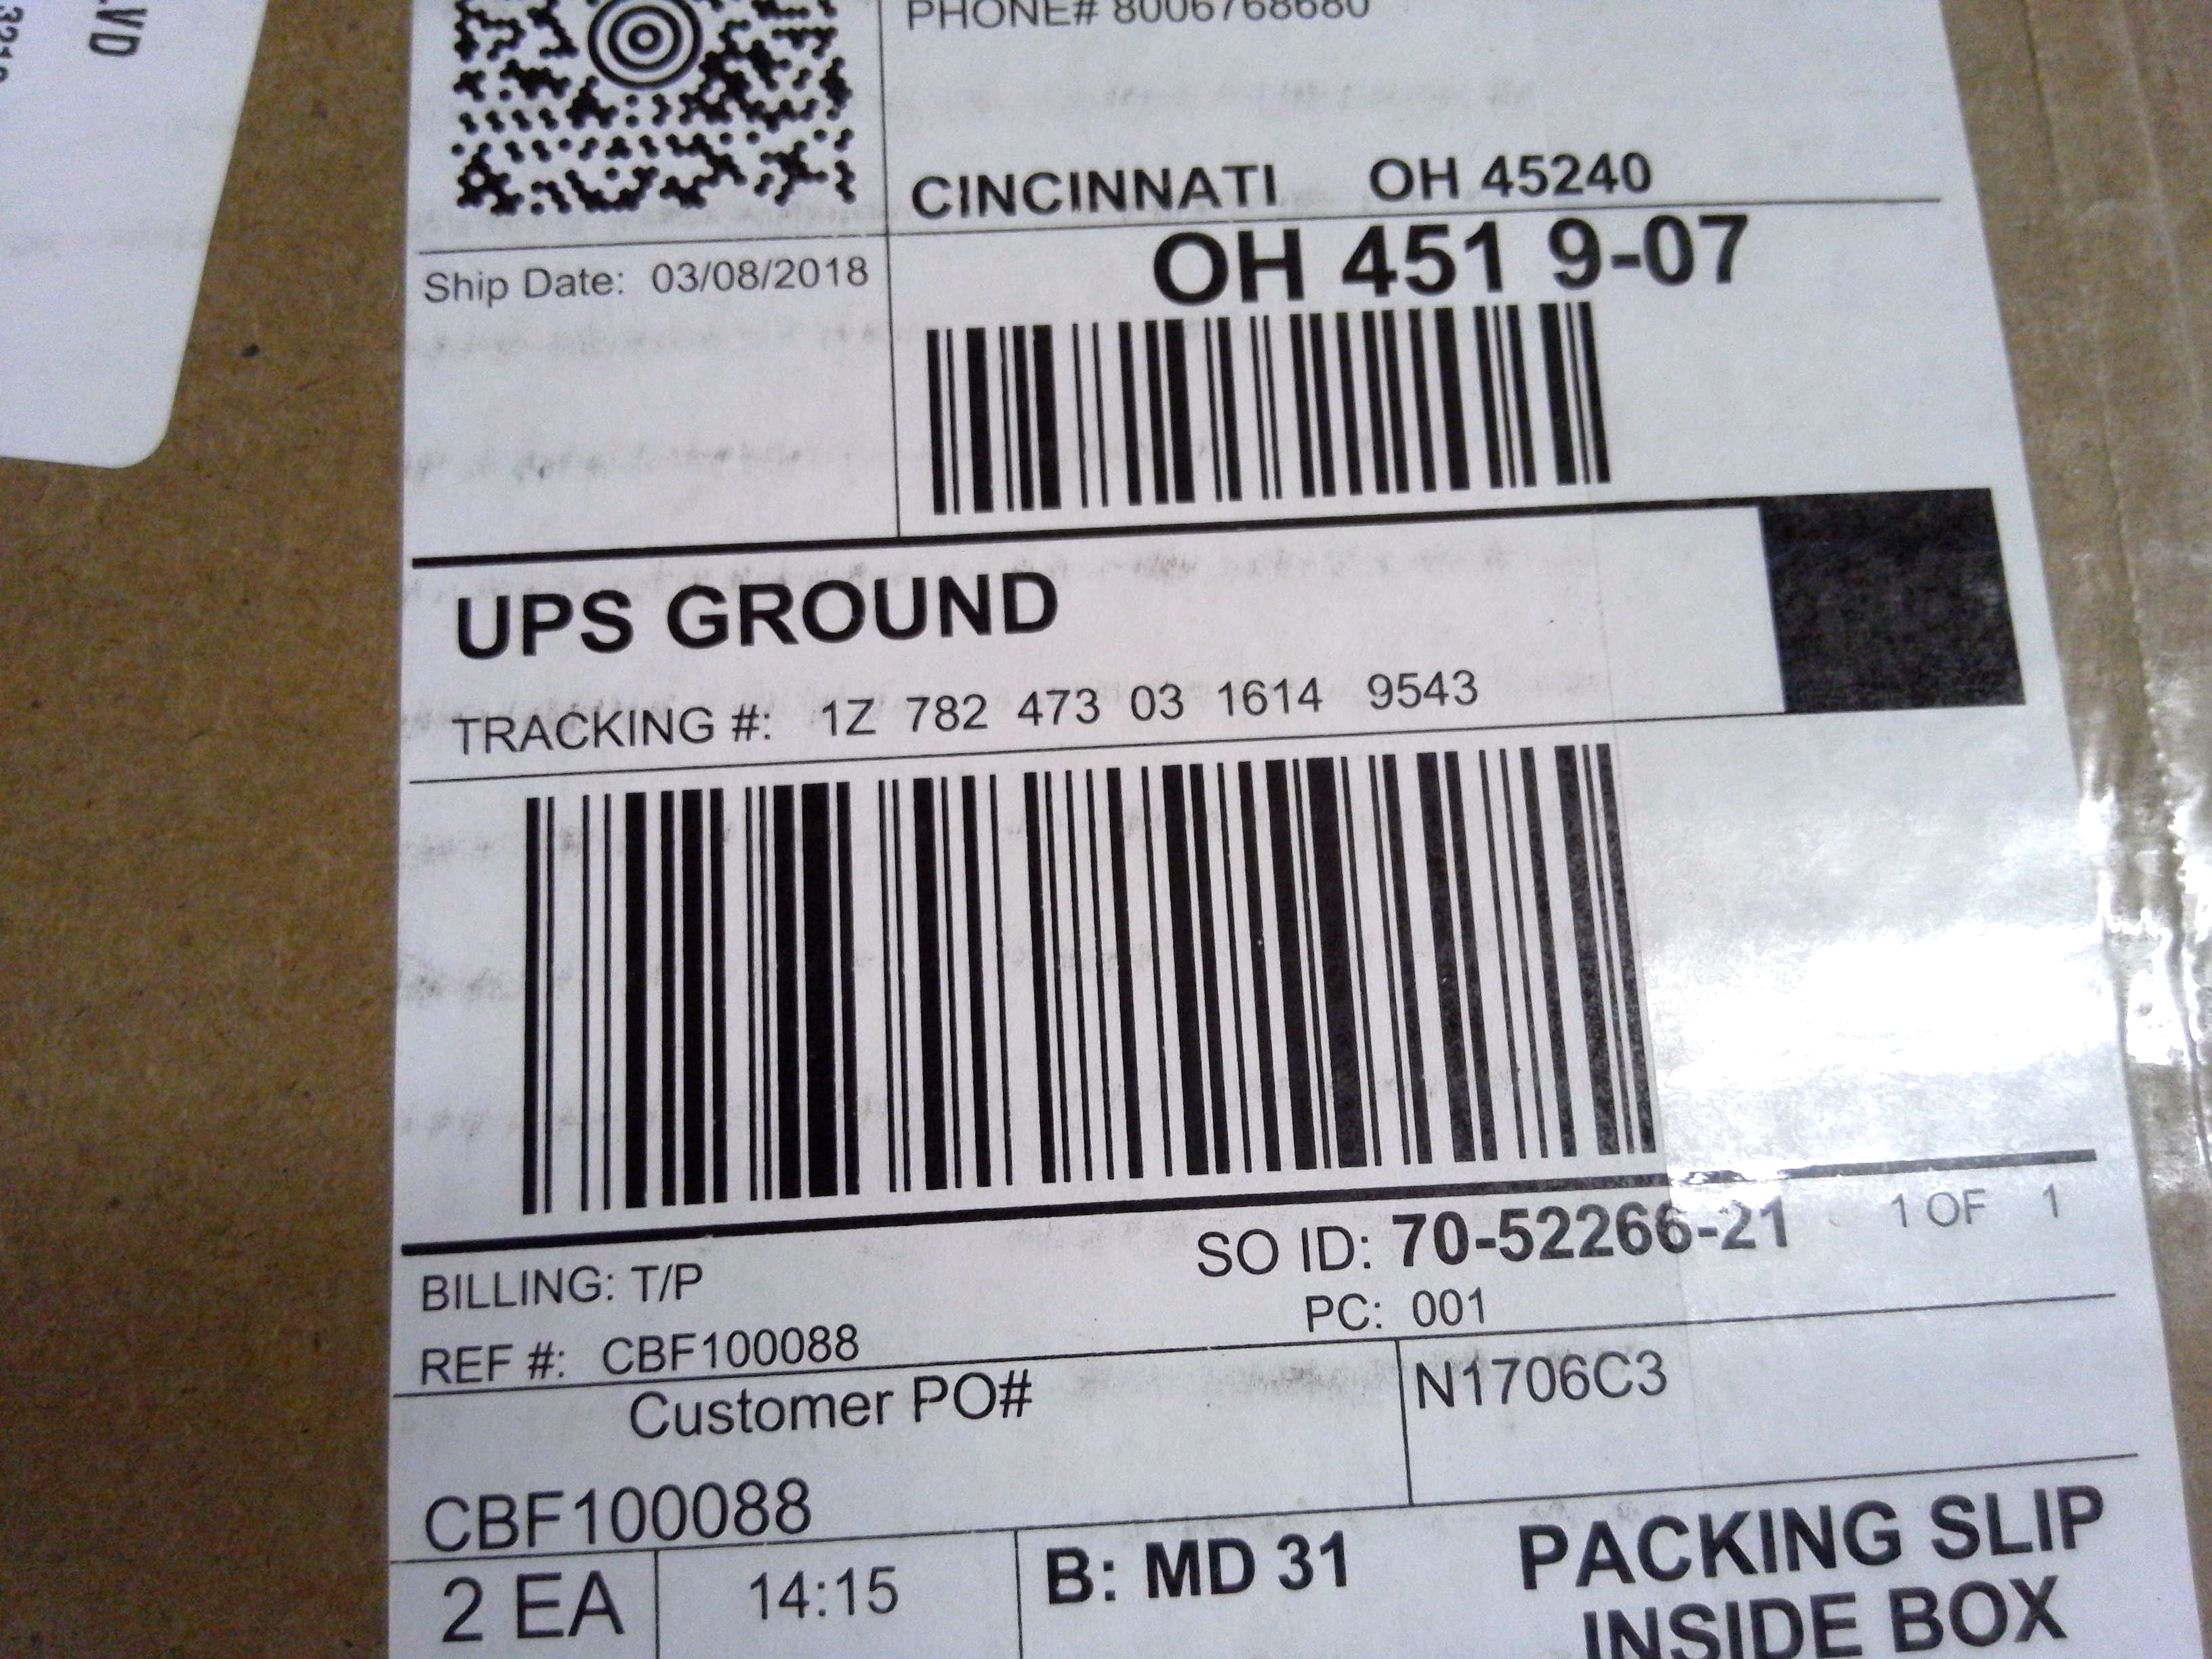 LVD
PHONE# 8006768680
CINCINNATI OH 45240
OH 451 9-07
Ship Date: 03/08/2018
UPS GROUND
TRACKING #: 1Z 782 473 03 1614 9543
BILLING: T/P
SO ID: 70-52266-21 1 OF 1
PC: 001
REF #: CBF100088
Customer PO#
N1706C3
CBF100088
2 EA 14:15 B: MD 31
PACKING SLIP
INSIDE BOX